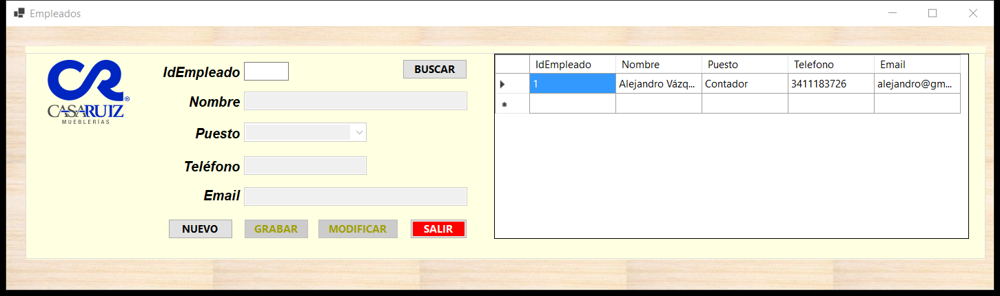 Empleados
CR®
CASARUIZ
MUEBLERÍAS
IdEmpleado
BUSCAR
Nombre
Puesto
Teléfono
Email
NUEVO GRABAR MODIFICAR SALIR
IdEmpleado Nombre Puesto Telefono Email
1 Alejandro Vázq... Contador 3411183726 alejandro@gm...